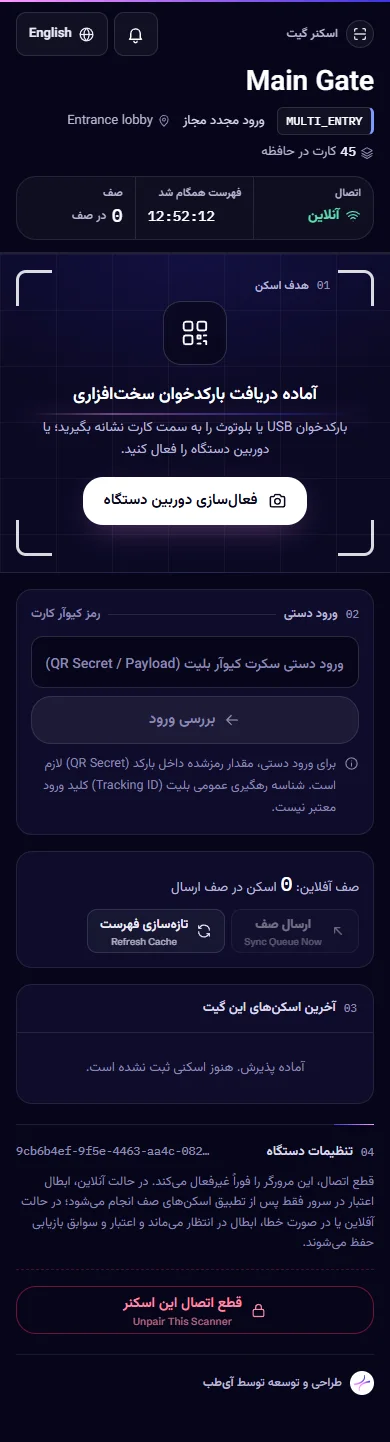 اسکنر گیت
English
Main Gate
MULTI_ENTRY
ورود مجدد مجاز
Entrance lobby
45 کارت در حافظه
اتصال
آنلاین
فهرست همگام شد
12:52:12
صف
0 در صف
01 هدف اسکن
آماده دریافت بارکدخوان سخت‌افزاری
بارکدخوان USB یا بلوتوث را به سمت کارت نشانه بگیرید؛ یا
دوربین دستگاه را فعال کنید.
فعال‌سازی دوربین دستگاه
02 ورود دستی
رمز کیوآر کارت
ورود دستی سکرت کیوآر بلیت (QR Secret / Payload)
بررسی ورود
برای ورود دستی، مقدار رمزشده داخل بارکد (QR Secret) لازم
است. شناسه رهگیری عمومی بلیت (Tracking ID) کلید ورود
معتبر نیست.
صف آفلاین: 0 اسکن در صف ارسال
ارسال صف
Sync Queue Now
تازه‌سازی فهرست
Refresh Cache
03 آخرین اسکن‌های این گیت
آماده پذیرش. هنوز اسکنی ثبت نشده است.
04 تنظیمات دستگاه
9cb6b4ef-9f5e-4463-aa4c-082…
قطع اتصال، این مرورگر را فوراً غیرفعال می‌کند. در حالت آنلاین، ابطال
اعتبار در سرور فقط پس از تطبیق اسکن‌های صف انجام می‌شود؛ در حالت
آفلاین یا در صورت خطا، ابطال در انتظار می‌ماند و اعتبار و سوابق بازیابی
حفظ می‌شوند.
قطع اتصال این اسکنر
Unpair This Scanner
طراحی و توسعه توسط آی‌طب